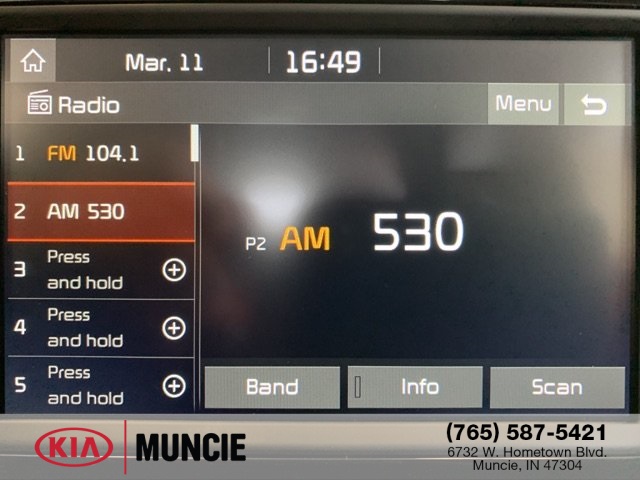 Mar. 11 16:49
Radio Menu
1 FM 104.1
2 AM 530
3 Press and hold
4 Press and hold
5 Press and hold
P2 AM 530
Band Info Scan
KIA MUNCIE
(765) 587-5421
6732 W. Hometown Blvd.
Muncie, IN 47304